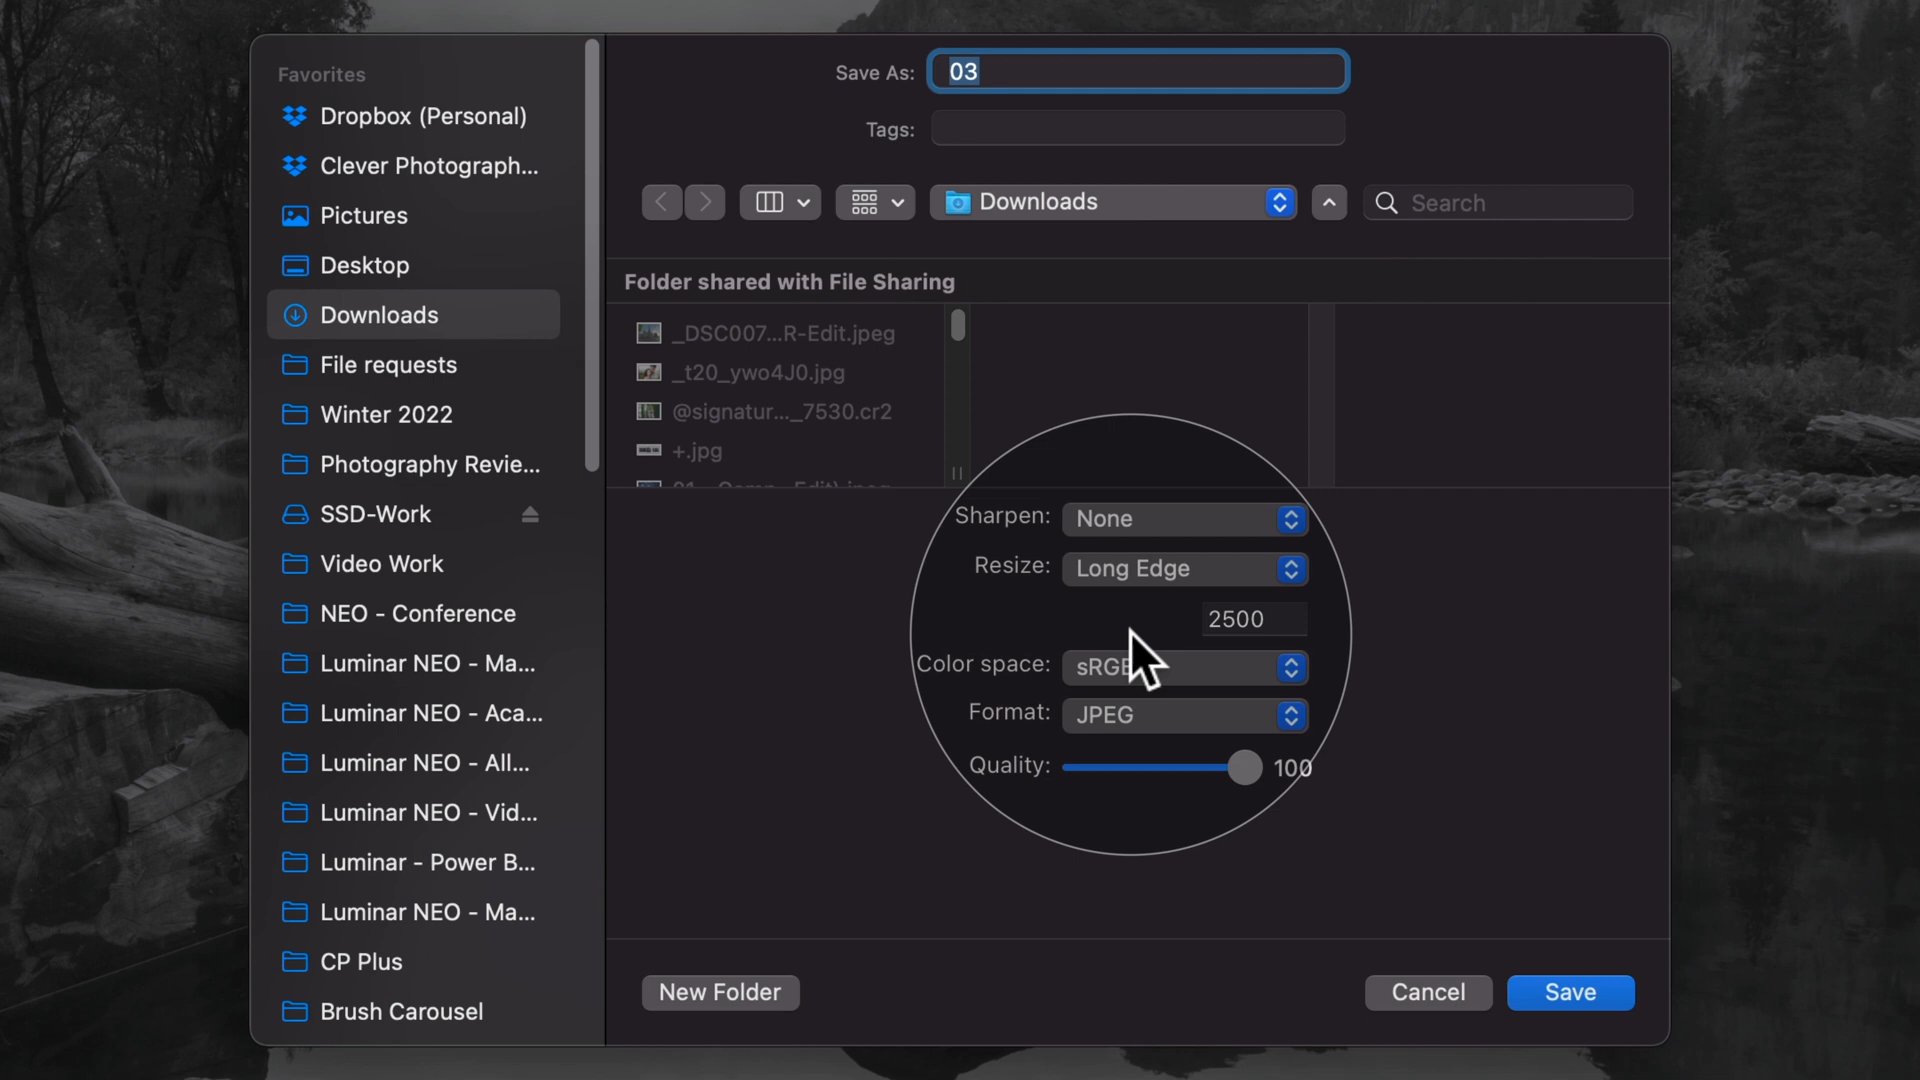 Favorites
Dropbox (Personal)
Clever Photograph...
Pictures
Desktop
Downloads
File requests
Winter 2022
Photography Revie...
SSD-Work
Video Work
NEO - Conference
Luminar NEO - Ma...
Luminar NEO - Aca...
Luminar NEO - All...
Luminar NEO - Vid...
Luminar - Power B...
Luminar NEO - Ma...
CP Plus
Brush Carousel
Save As: 03
Tags:
Downloads
Search
Folder shared with File Sharing
_DSC007...R-Edit.jpeg
_t20_ywo4J0.jpg
@signatur..._7530.cr2
+.jpg
Sharpen: None
Resize: Long Edge
2500
Color space: sRGB
Format: JPEG
Quality: 100
New Folder
Cancel
Save